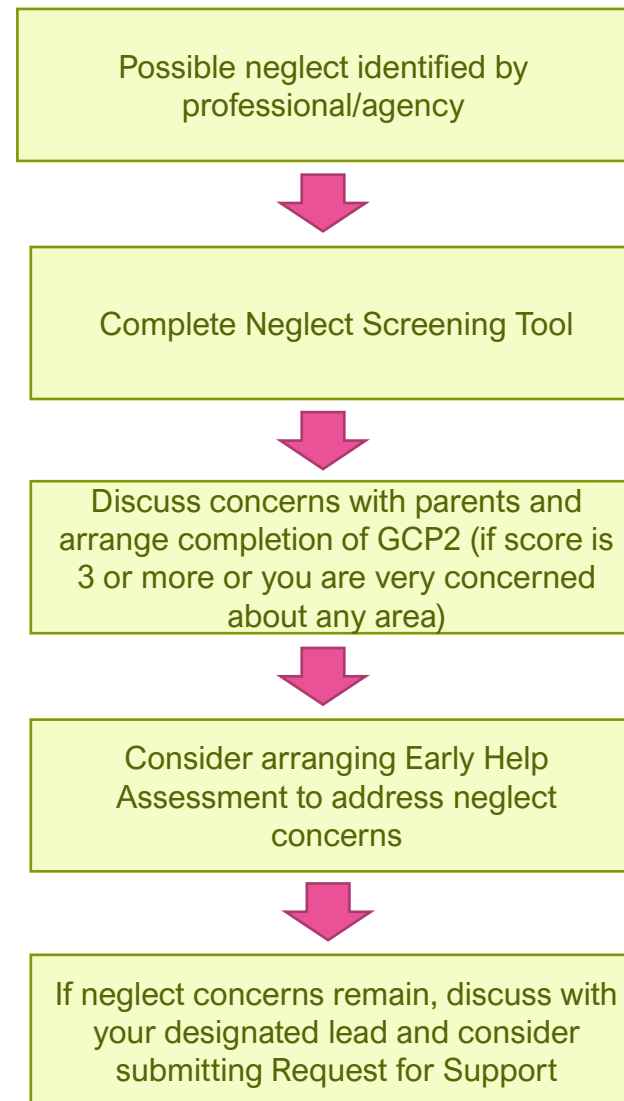 Possible neglect identified by
professional/agency
Complete Neglect Screening Tool
Discuss concerns with parents and
arrange completion of GCP2 (if score is
3 or more or you are very concerned
about any area)
Consider arranging Early Help
Assessment to address neglect
concerns
If neglect concerns remain, discuss with
your designated lead and consider
submitting Request for Support